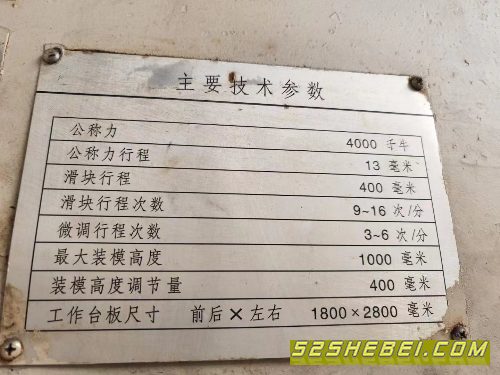 主要技术参数
公称力 4000 千牛
公称力行程 13 毫米
滑块行程 400 毫米
滑块行程次数 9~16 次/分
微调行程次数 3~6 次/分
最大装模高度 1000 毫米
装模高度调节量 400 毫米
工作台板尺寸 前后×左右 1800×2800 毫米
52SHEBEI.COM